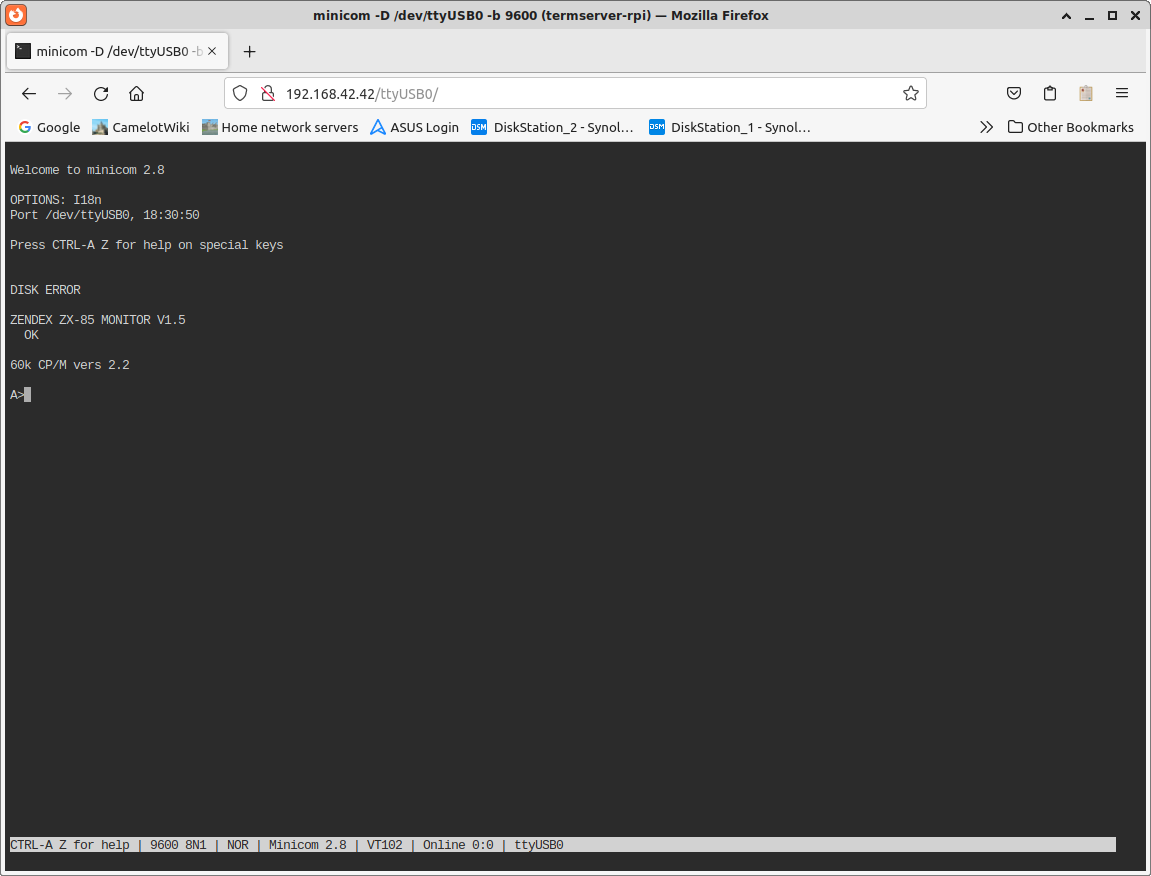 minicom -D /dev/ttyUSB0 -b 9600 (termserver-rpi) — Mozilla Firefox
minicom -D /dev/ttyUSB0 -b
192.168.42.42/ttyUSB0/
Google CamelotWiki Home network servers ASUS Login DSM DiskStation_2 - Synol… DSM DiskStation_1 - Synol… Other Bookmarks
Welcome to minicom 2.8
OPTIONS: I18n
Port /dev/ttyUSB0, 18:30:50
Press CTRL-A Z for help on special keys
DISK ERROR
ZENDEX ZX-85 MONITOR V1.5
OK
60k CP/M vers 2.2
A>
CTRL-A Z for help | 9600 8N1 | NOR | Minicom 2.8 | VT102 | Online 0:0 | ttyUSB0